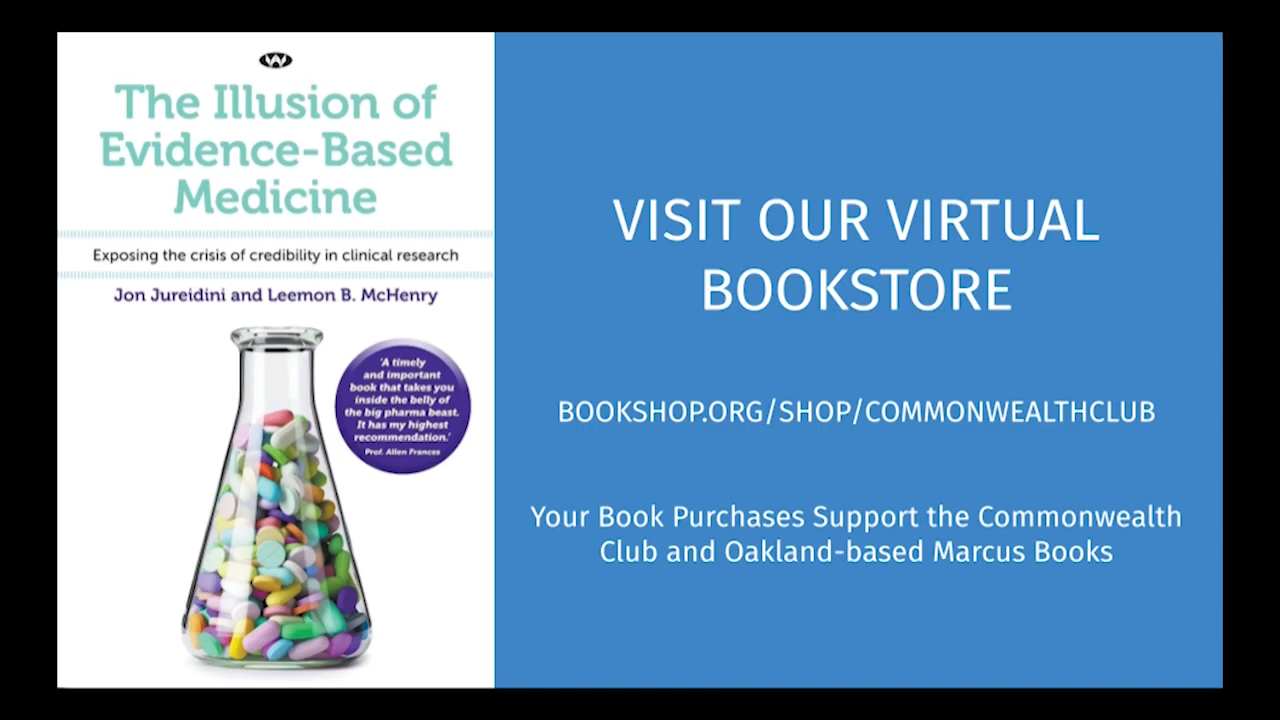 The Illusion of
Evidence-Based
Medicine
Exposing the crisis of credibility in clinical research
Jon Jureidini and Leemon B. McHenry
'A timely
and important
book that takes you
inside the belly of
the big pharma beast.
It has my highest
recommendation.'
Prof. Allen Frances
VISIT OUR VIRTUAL
BOOKSTORE
BOOKSHOP.ORG/SHOP/COMMONWEALTHCLUB
Your Book Purchases Support the Commonwealth
Club and Oakland-based Marcus Books